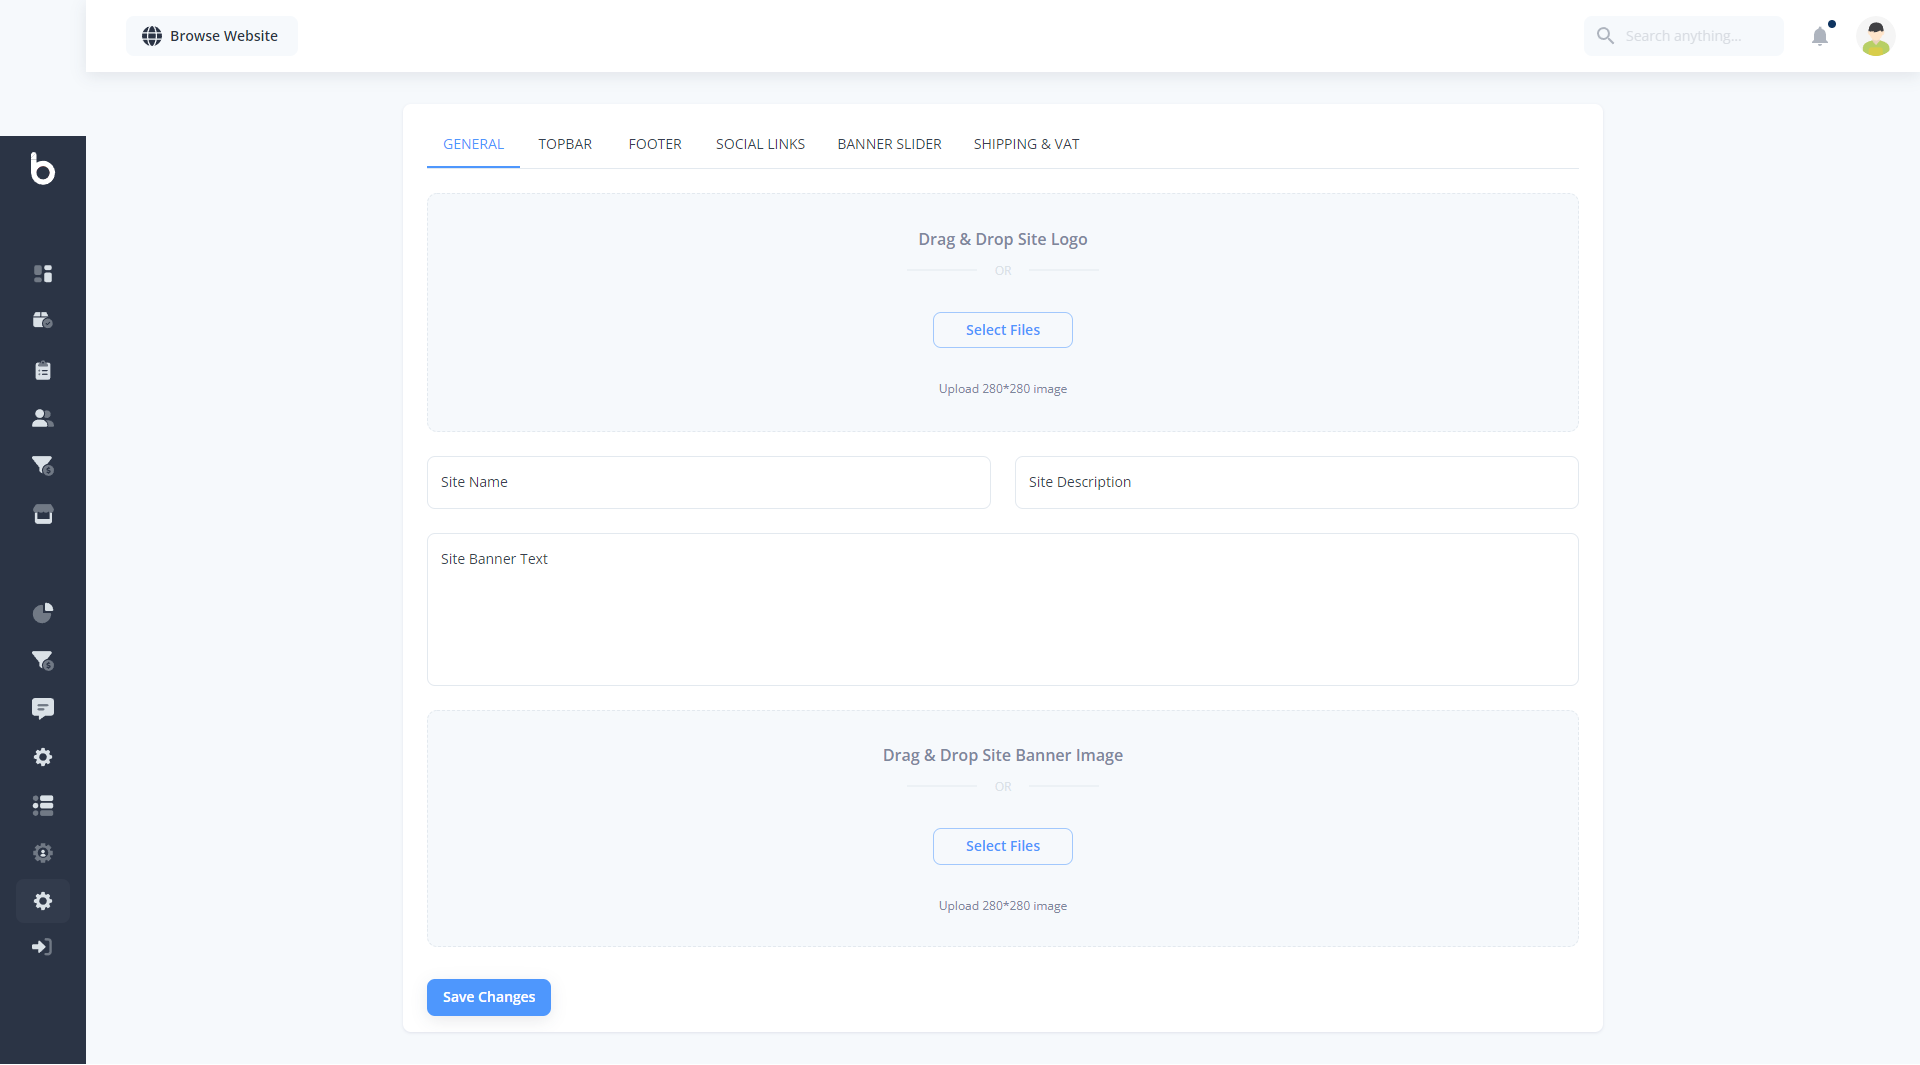 Browse Website
Search anything...
b
GENERAL
TOPBAR
FOOTER
SOCIAL LINKS
BANNER SLIDER
SHIPPING & VAT
Drag & Drop Site Logo
OR
Select Files
Upload 280*280 image
Site Name
Site Description
Site Banner Text
Drag & Drop Site Banner Image
OR
Select Files
Upload 280*280 image
Save Changes